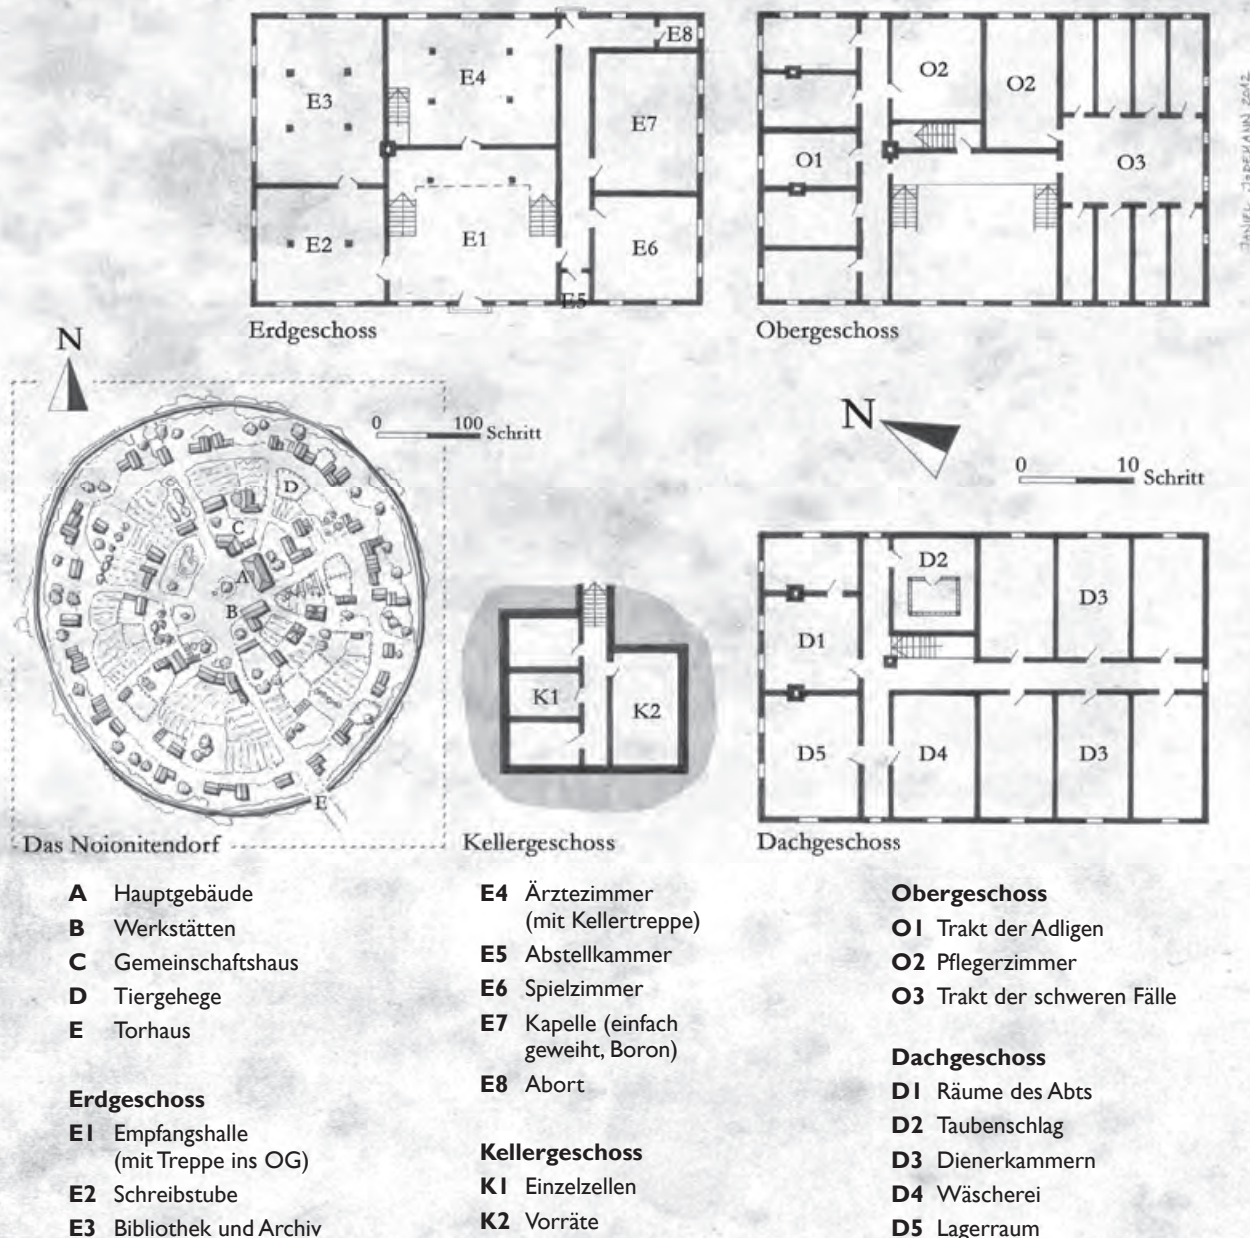 E3
E4
E8
E7
E2
E1
E6
E5
Erdgeschoss
O2
O2
O1
O3
Obergeschoss
DANIEL JÖDEMANN 2012
N
0 100 Schritt
D
C
A
B
E
Das Noionitendorf
N
0 10 Schritt
K1
K2
Kellergeschoss
D2
D3
D1
D5
D4
D3
Dachgeschoss
A Hauptgebäude
B Werkstätten
C Gemeinschaftshaus
D Tiergehege
E Torhaus
Erdgeschoss
E1 Empfangshalle
(mit Treppe ins OG)
E2 Schreibstube
E3 Bibliothek und Archiv
E4 Ärztezimmer
(mit Kellertreppe)
E5 Abstellkammer
E6 Spielzimmer
E7 Kapelle (einfach
geweiht, Boron)
E8 Abort
Kellergeschoss
K1 Einzelzellen
K2 Vorräte
Obergeschoss
O1 Trakt der Adligen
O2 Pflegerzimmer
O3 Trakt der schweren Fälle
Dachgeschoss
D1 Räume des Abts
D2 Taubenschlag
D3 Dienerkammern
D4 Wäscherei
D5 Lagerraum